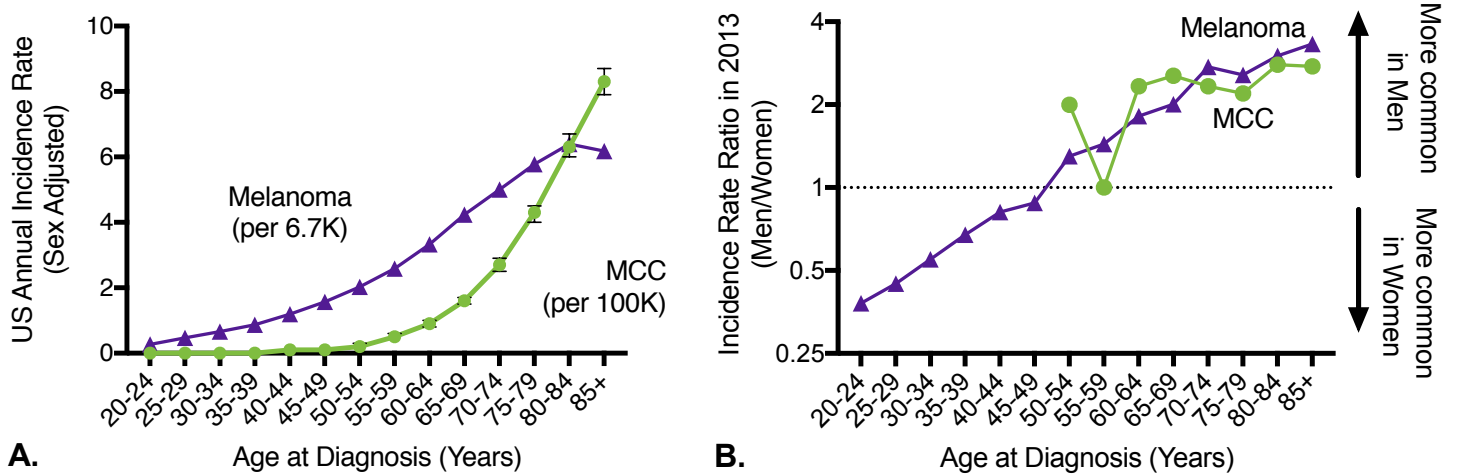 US Annual Incidence Rate
(Sex Adjusted)
10
8
6
4
2
0
Melanoma
(per 6.7K)
MCC
(per 100K)
20-24
25-29
30-34
35-39
40-44
45-49
50-54
55-59
60-64
65-69
70-74
75-79
80-84
85+
A.
Age at Diagnosis (Years)
Incidence Rate Ratio in 2013
(Men/Women)
4
2
1
0.5
0.25
Melanoma
MCC
20-24
25-29
30-34
35-39
40-44
45-49
50-54
55-59
60-64
65-69
70-74
75-79
80-84
85+
B.
Age at Diagnosis (Years)
More common
in Men
More common
in Women